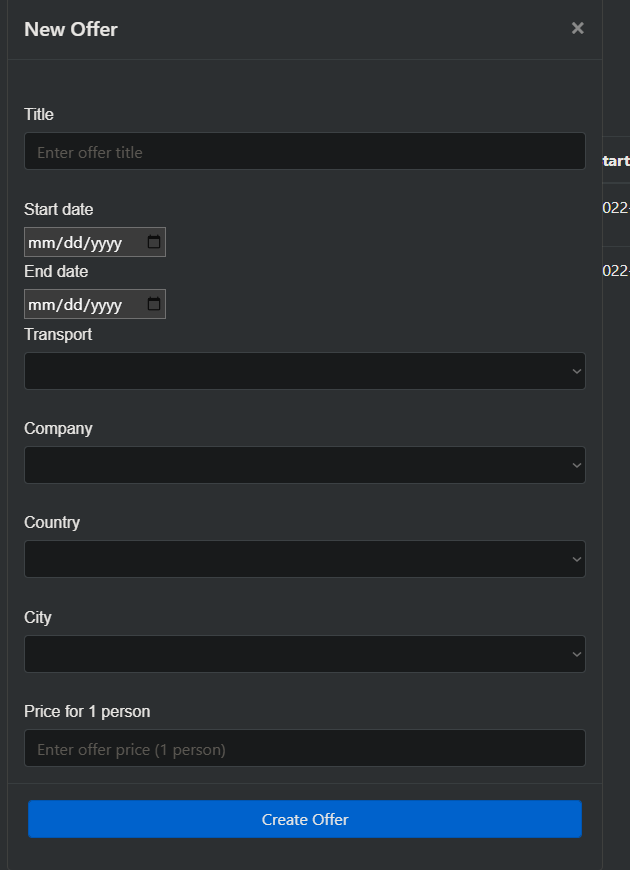 New Offer ×
Title
Enter offer title
tart
Start date
022-
mm/dd/yyyy
End date
022-
mm/dd/yyyy
Transport
Company
Country
City
Price for 1 person
Enter offer price (1 person)
Create Offer